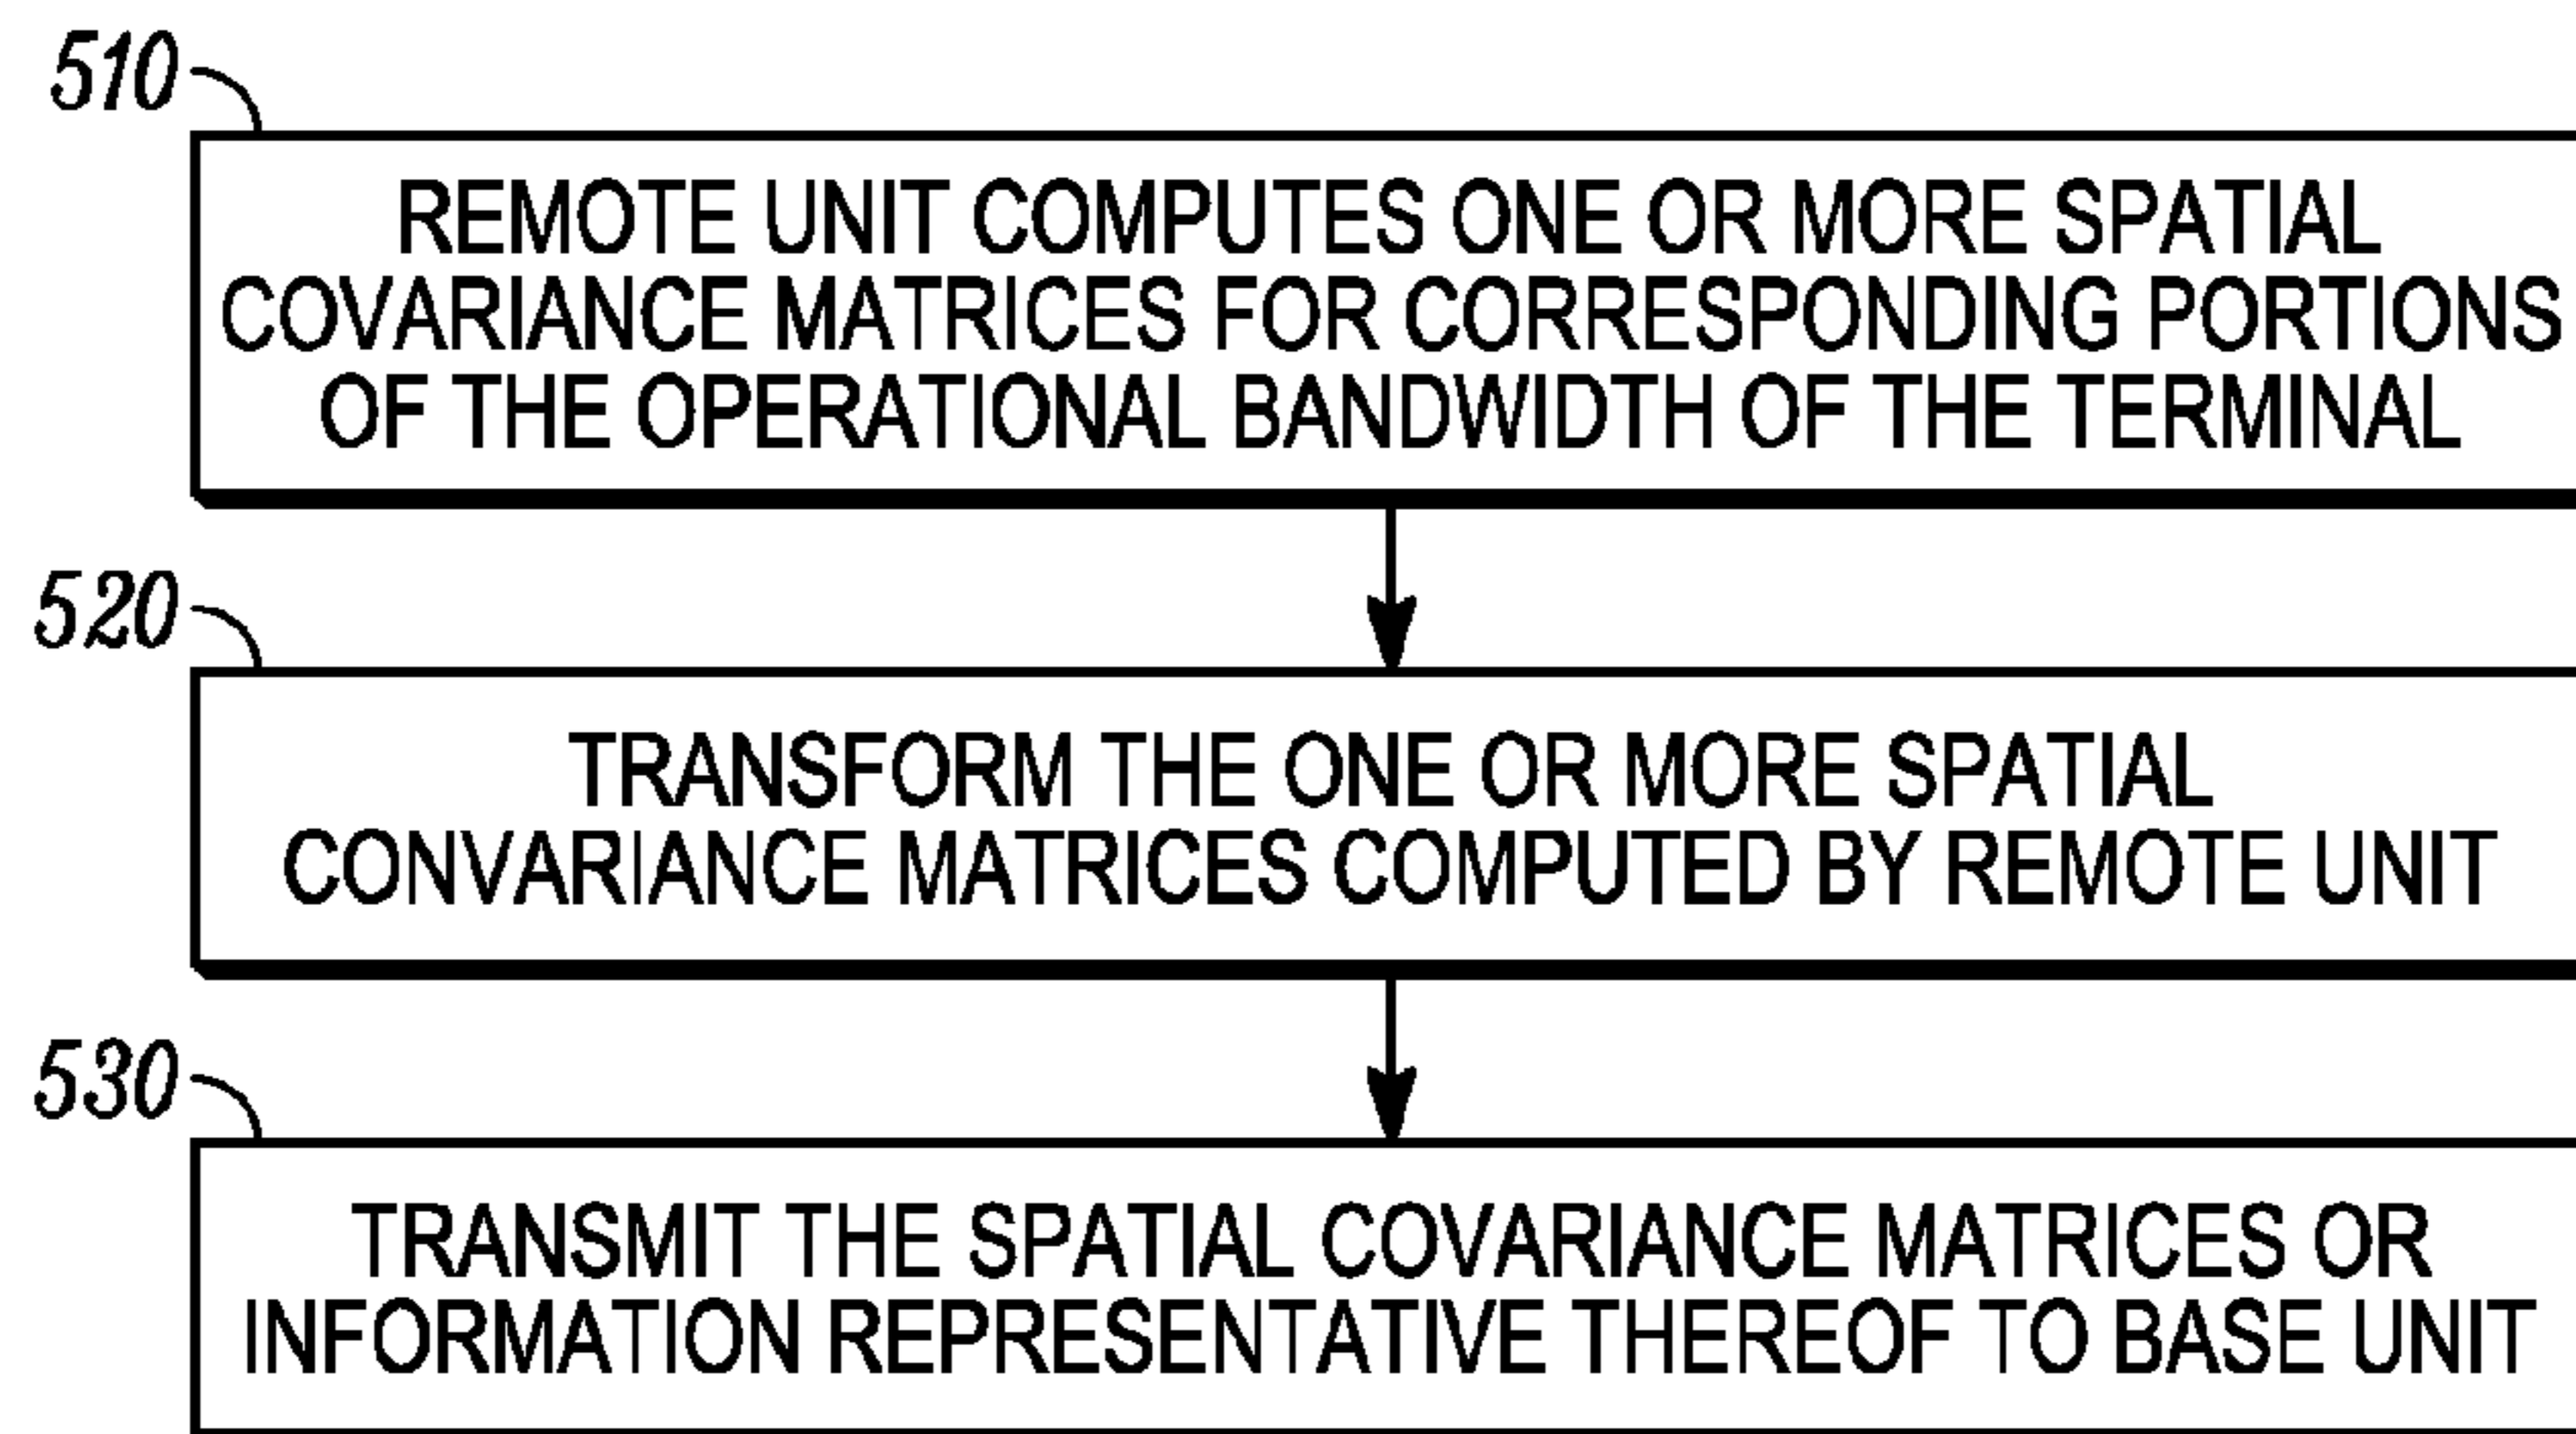 510
REMOTE UNIT COMPUTES ONE OR MORE SPATIAL
COVARIANCE MATRICES FOR CORRESPONDING PORTIONS
OF THE OPERATIONAL BANDWIDTH OF THE TERMINAL
520
TRANSFORM THE ONE OR MORE SPATIAL
CONVARIANCE MATRICES COMPUTED BY REMOTE UNIT
530
TRANSMIT THE SPATIAL COVARIANCE MATRICES OR
INFORMATION REPRESENTATIVE THEREOF TO BASE UNIT